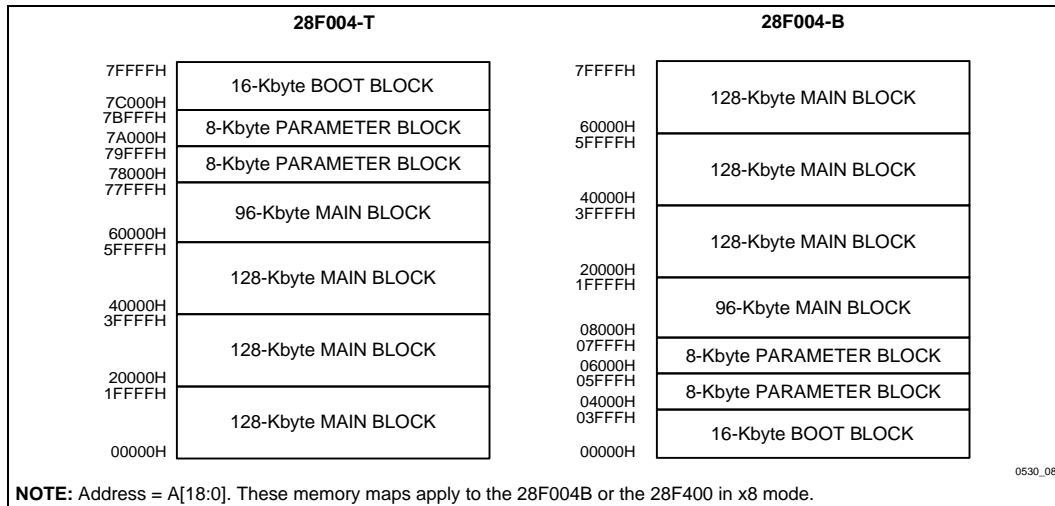 28F004-T
7FFFFH
16-Kbyte BOOT BLOCK
7C000H
7BFFFH
8-Kbyte PARAMETER BLOCK
7A000H
79FFFH
8-Kbyte PARAMETER BLOCK
78000H
77FFFH
96-Kbyte MAIN BLOCK
60000H
5FFFFH
128-Kbyte MAIN BLOCK
40000H
3FFFFH
128-Kbyte MAIN BLOCK
20000H
1FFFFH
128-Kbyte MAIN BLOCK
00000H
28F004-B
7FFFFH
128-Kbyte MAIN BLOCK
60000H
5FFFFH
128-Kbyte MAIN BLOCK
40000H
3FFFFH
128-Kbyte MAIN BLOCK
20000H
1FFFFH
96-Kbyte MAIN BLOCK
08000H
07FFFH
8-Kbyte PARAMETER BLOCK
06000H
05FFFH
8-Kbyte PARAMETER BLOCK
04000H
03FFFH
16-Kbyte BOOT BLOCK
00000H
0530_08
NOTE: Address = A[18:0]. These memory maps apply to the 28F004B or the 28F400 in x8 mode.